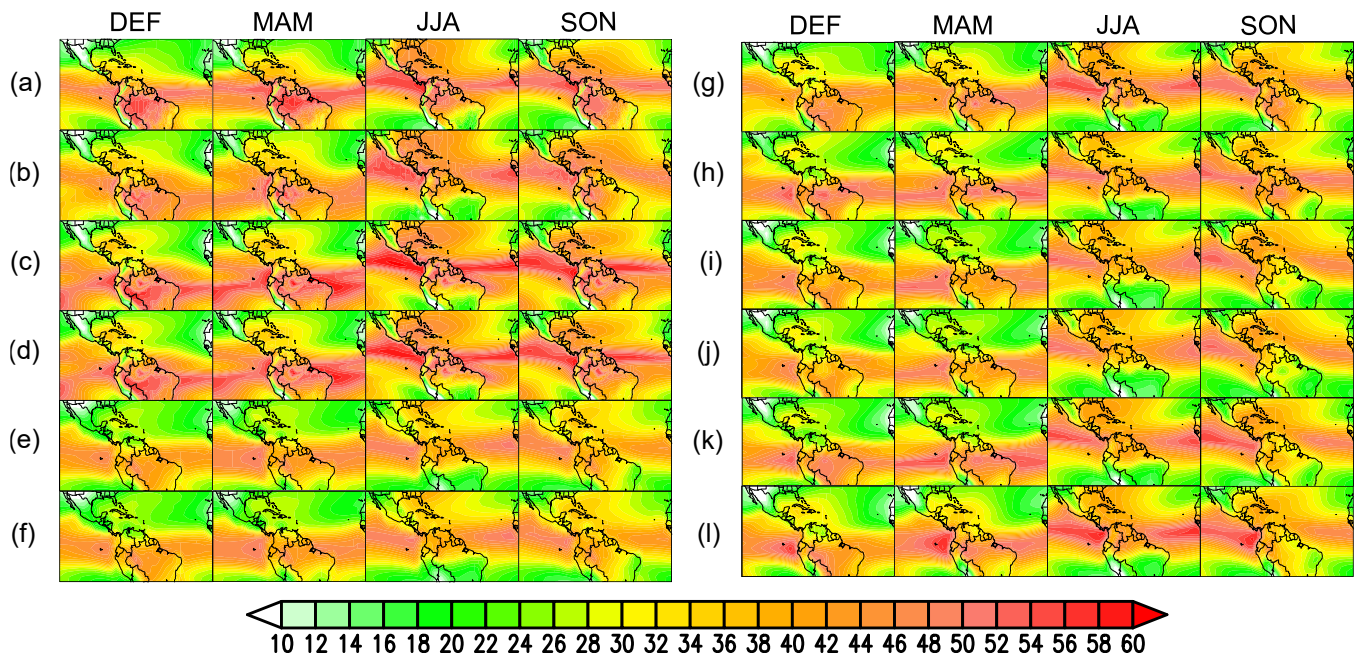 DEF MAM JJA SON
DEF MAM JJA SON
(a)
(b)
(c)
(d)
(e)
(f)
(g)
(h)
(i)
(j)
(k)
(l)
10 12 14 16 18 20 22 24 26 28 30 32 34 36 38 40 42 44 46 48 50 52 54 56 58 60